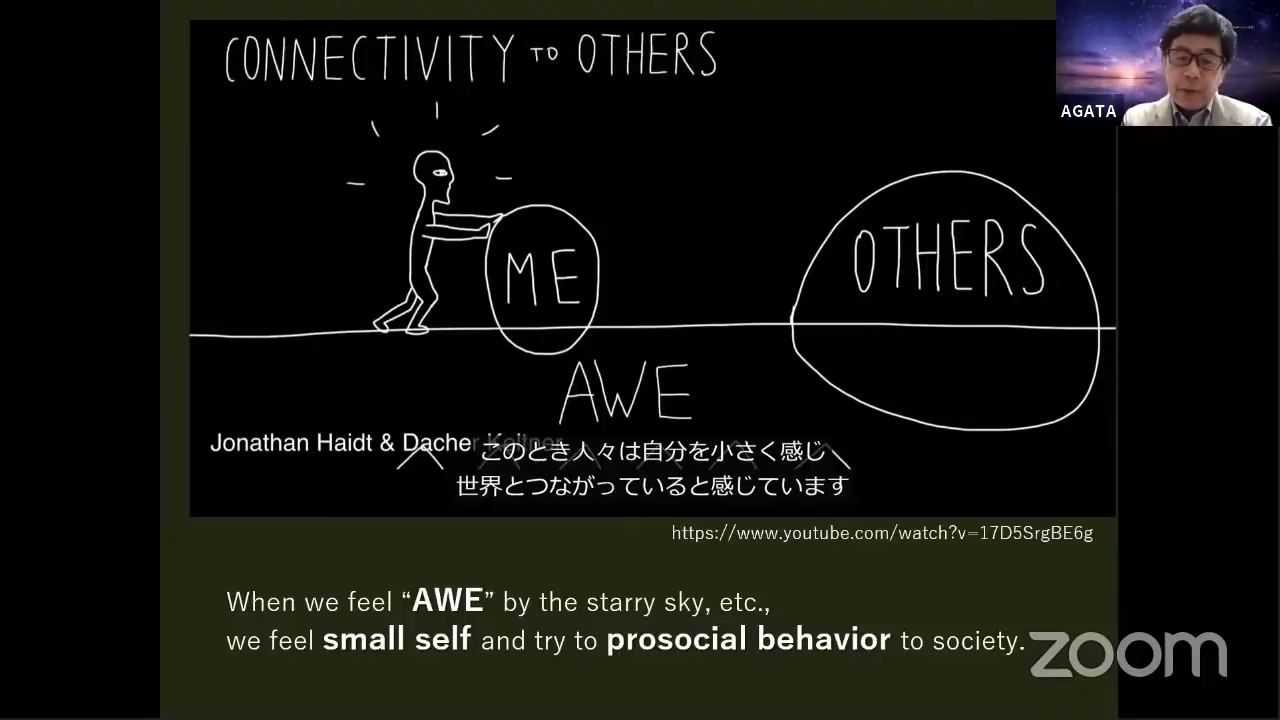 CONNECTIVITY TO OTHERS
AGATA
ME
OTHERS
AWE
Jonathan Haidt & Dacher Keltner
このとき人々は自分を小さく感じ
世界とつながっていると感じています
https://www.youtube.com/watch?v=17D5SrgBE6g
When we feel “AWE” by the starry sky, etc.,
we feel small self and try to prosocial behavior to society.
zoom